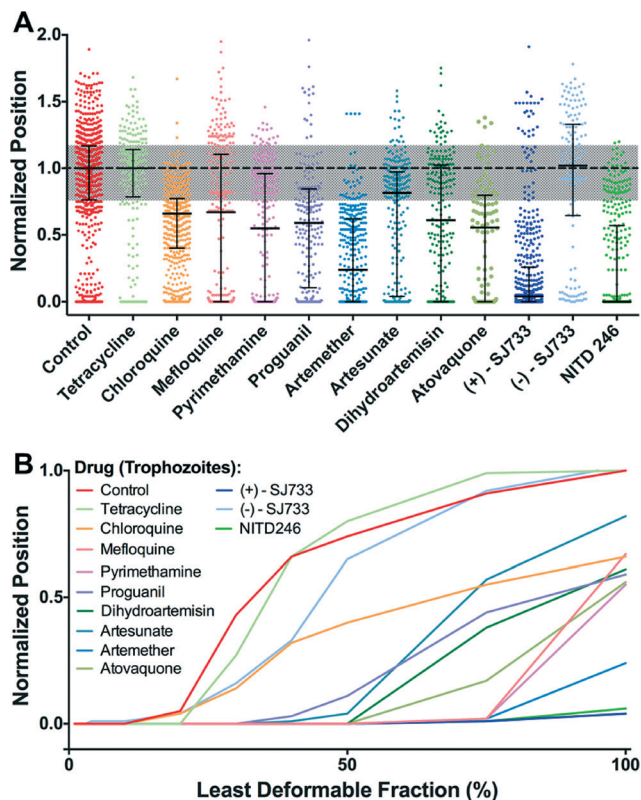 A
Normalized Position
2.0
1.5
1.0
0.5
0.0
Control
Tetracycline
Chloroquine
Mefloquine
Pyrimethamine
Proguanil
Artemether
Artesunate
Dihydroartemisin
Atovaquone
(+) - SJ733
(-) - SJ733
NITD 246
B
Normalized Position
1.0
0.5
0.0
Drug (Trophozoites):
Control
Tetracycline
Chloroquine
Mefloquine
Pyrimethamine
Proguanil
Dihydroartemisin
Artesunate
Artemether
Atovaquone
(+) - SJ733
(-) - SJ733
NITD246
0
50
100
Least Deformable Fraction (%)